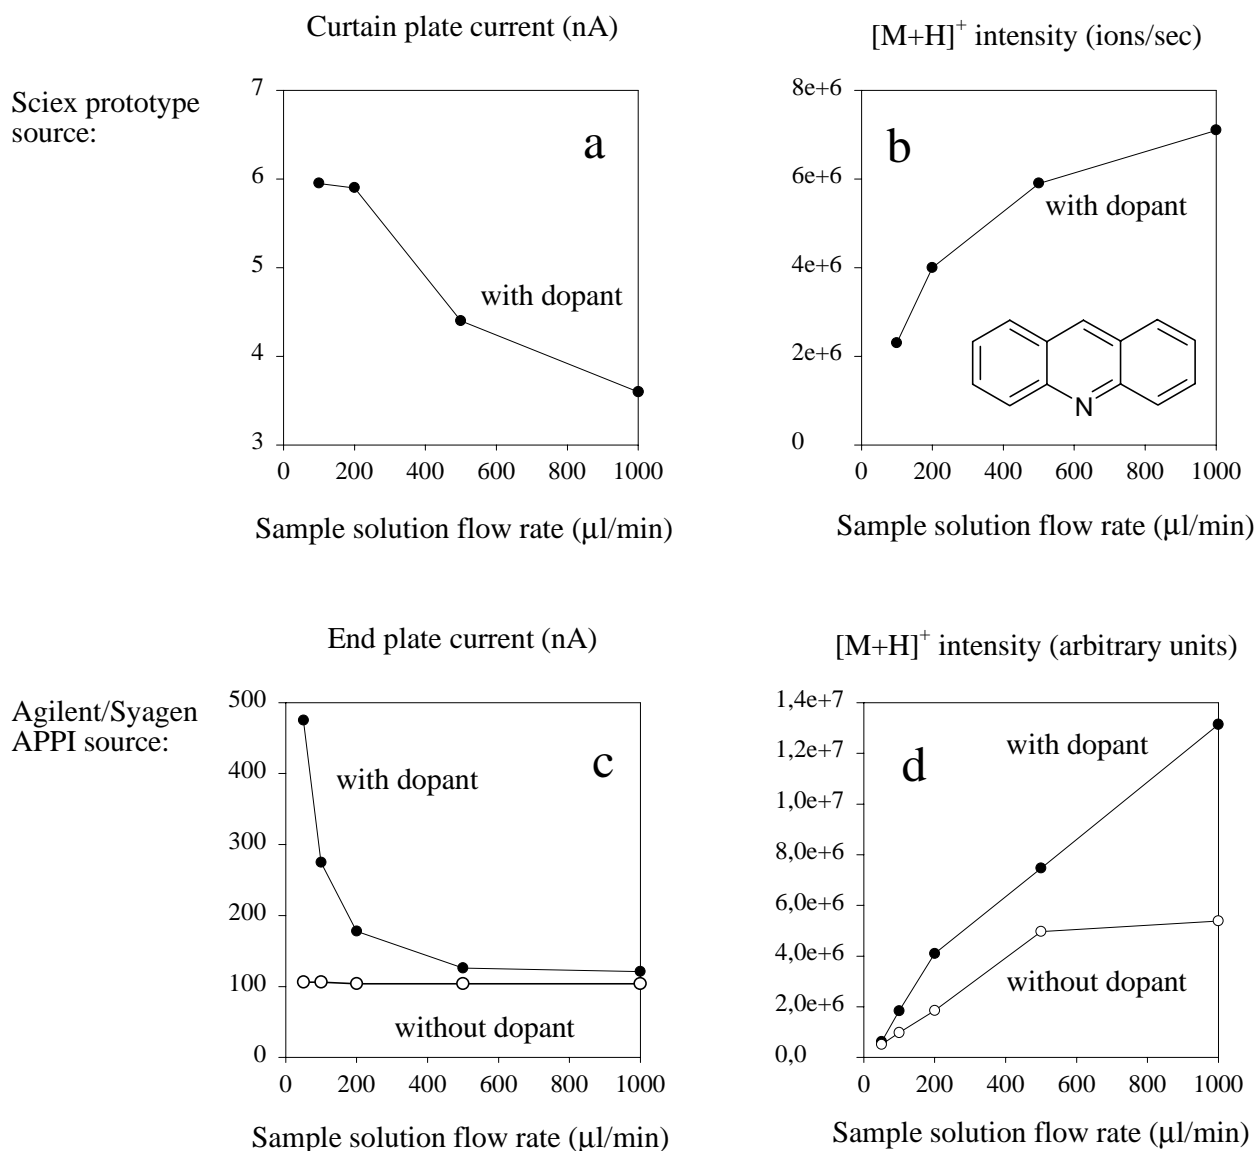 Curtain plate current (nA)
[M+H]+ intensity (ions/sec)
Sciex prototype
source:
7
6
5
4
3
a
with dopant
0 200 400 600 800 1000
Sample solution flow rate (μl/min)
8e+6
6e+6
4e+6
2e+6
0
b
with dopant
N
0 200 400 600 800 1000
Sample solution flow rate (μl/min)
End plate current (nA)
[M+H]+ intensity (arbitrary units)
Agilent/Syagen
APPI source:
500
400
300
200
100
0
c
with dopant
without dopant
0 200 400 600 800 1000
Sample solution flow rate (μl/min)
1,4e+7
1,2e+7
1,0e+7
8,0e+6
6,0e+6
4,0e+6
2,0e+6
0,0
with dopant
d
without dopant
0 200 400 600 800 1000
Sample solution flow rate (μl/min)